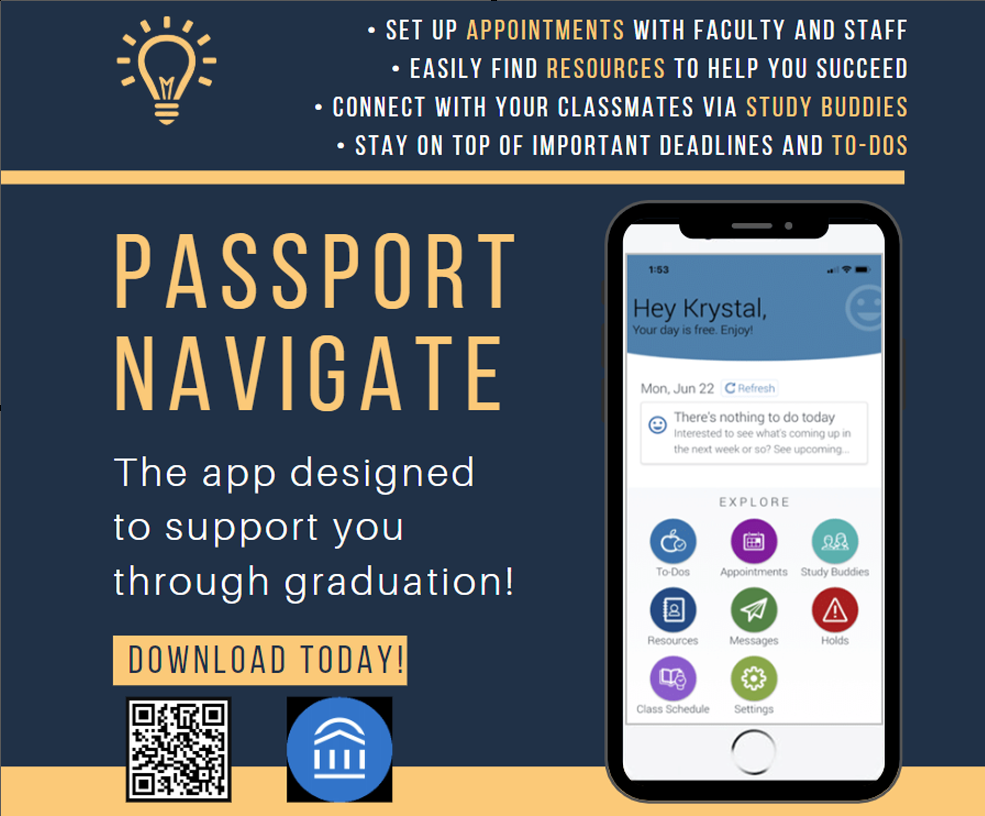 • SET UP APPOINTMENTS WITH FACULTY AND STAFF
• EASILY FIND RESOURCES TO HELP YOU SUCCEED
• CONNECT WITH YOUR CLASSMATES VIA STUDY BUDDIES
• STAY ON TOP OF IMPORTANT DEADLINES AND TO-DOS
PASSPORT
NAVIGATE
The app designed
to support you
through graduation!
DOWNLOAD TODAY!
1:53
Hey Krystal,
Your day is free. Enjoy!
Mon, Jun 22 Refresh
There's nothing to do today
Interested to see what's coming up in
the next week or so? See upcoming...
EXPLORE
To-Dos Appointments Study Buddies
Resources Messages Holds
Class Schedule Settings